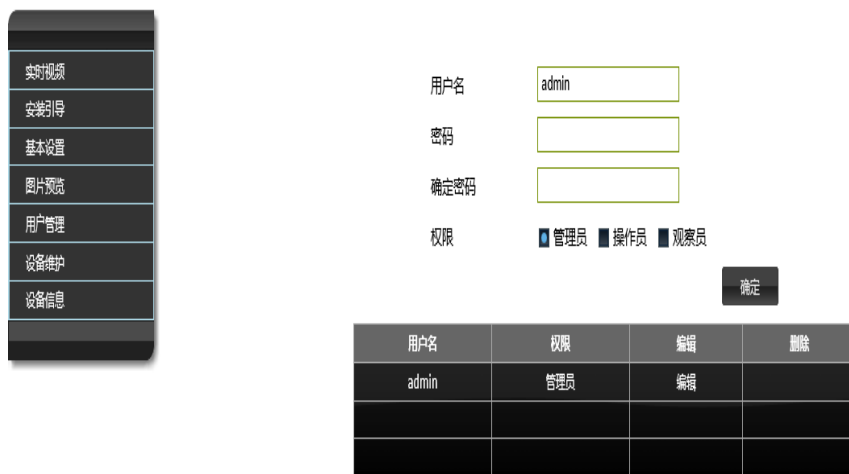 实时视频
安装引导
基本设置
图片预览
用户管理
设备维护
设备信息
用户名 admin
密码
确定密码
权限 管理员 操作员 观察员
确定
用户名 权限 编辑 删除
admin 管理员 编辑